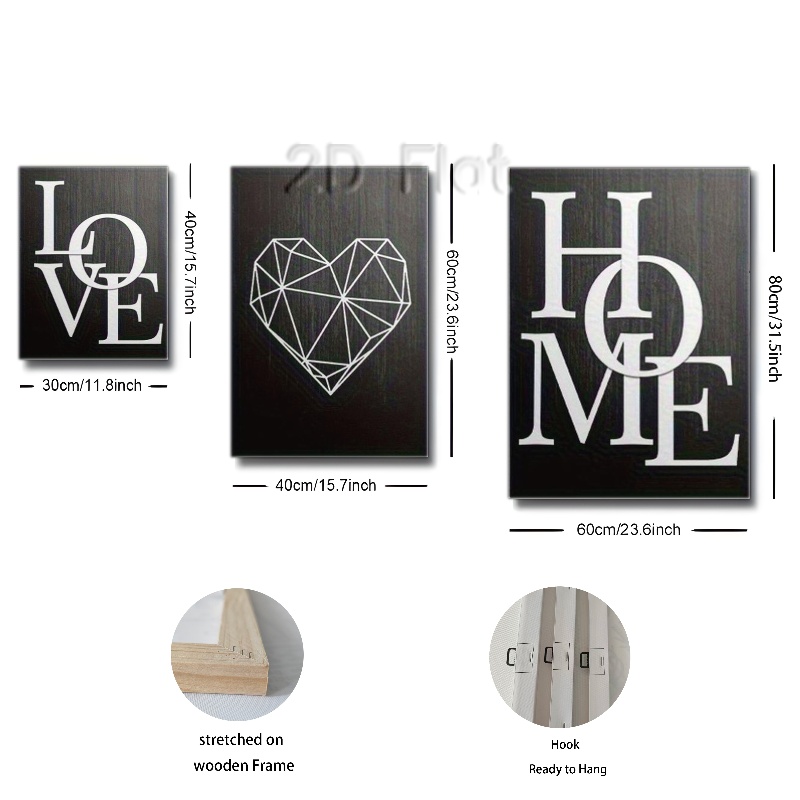 2D Flat
LOVE
HOME
40cm/15.7inch
60cm/23.6inch
80cm/31.5inch
30cm/11.8inch
40cm/15.7inch
60cm/23.6inch
stretched on
wooden Frame
Hook
Ready to Hang